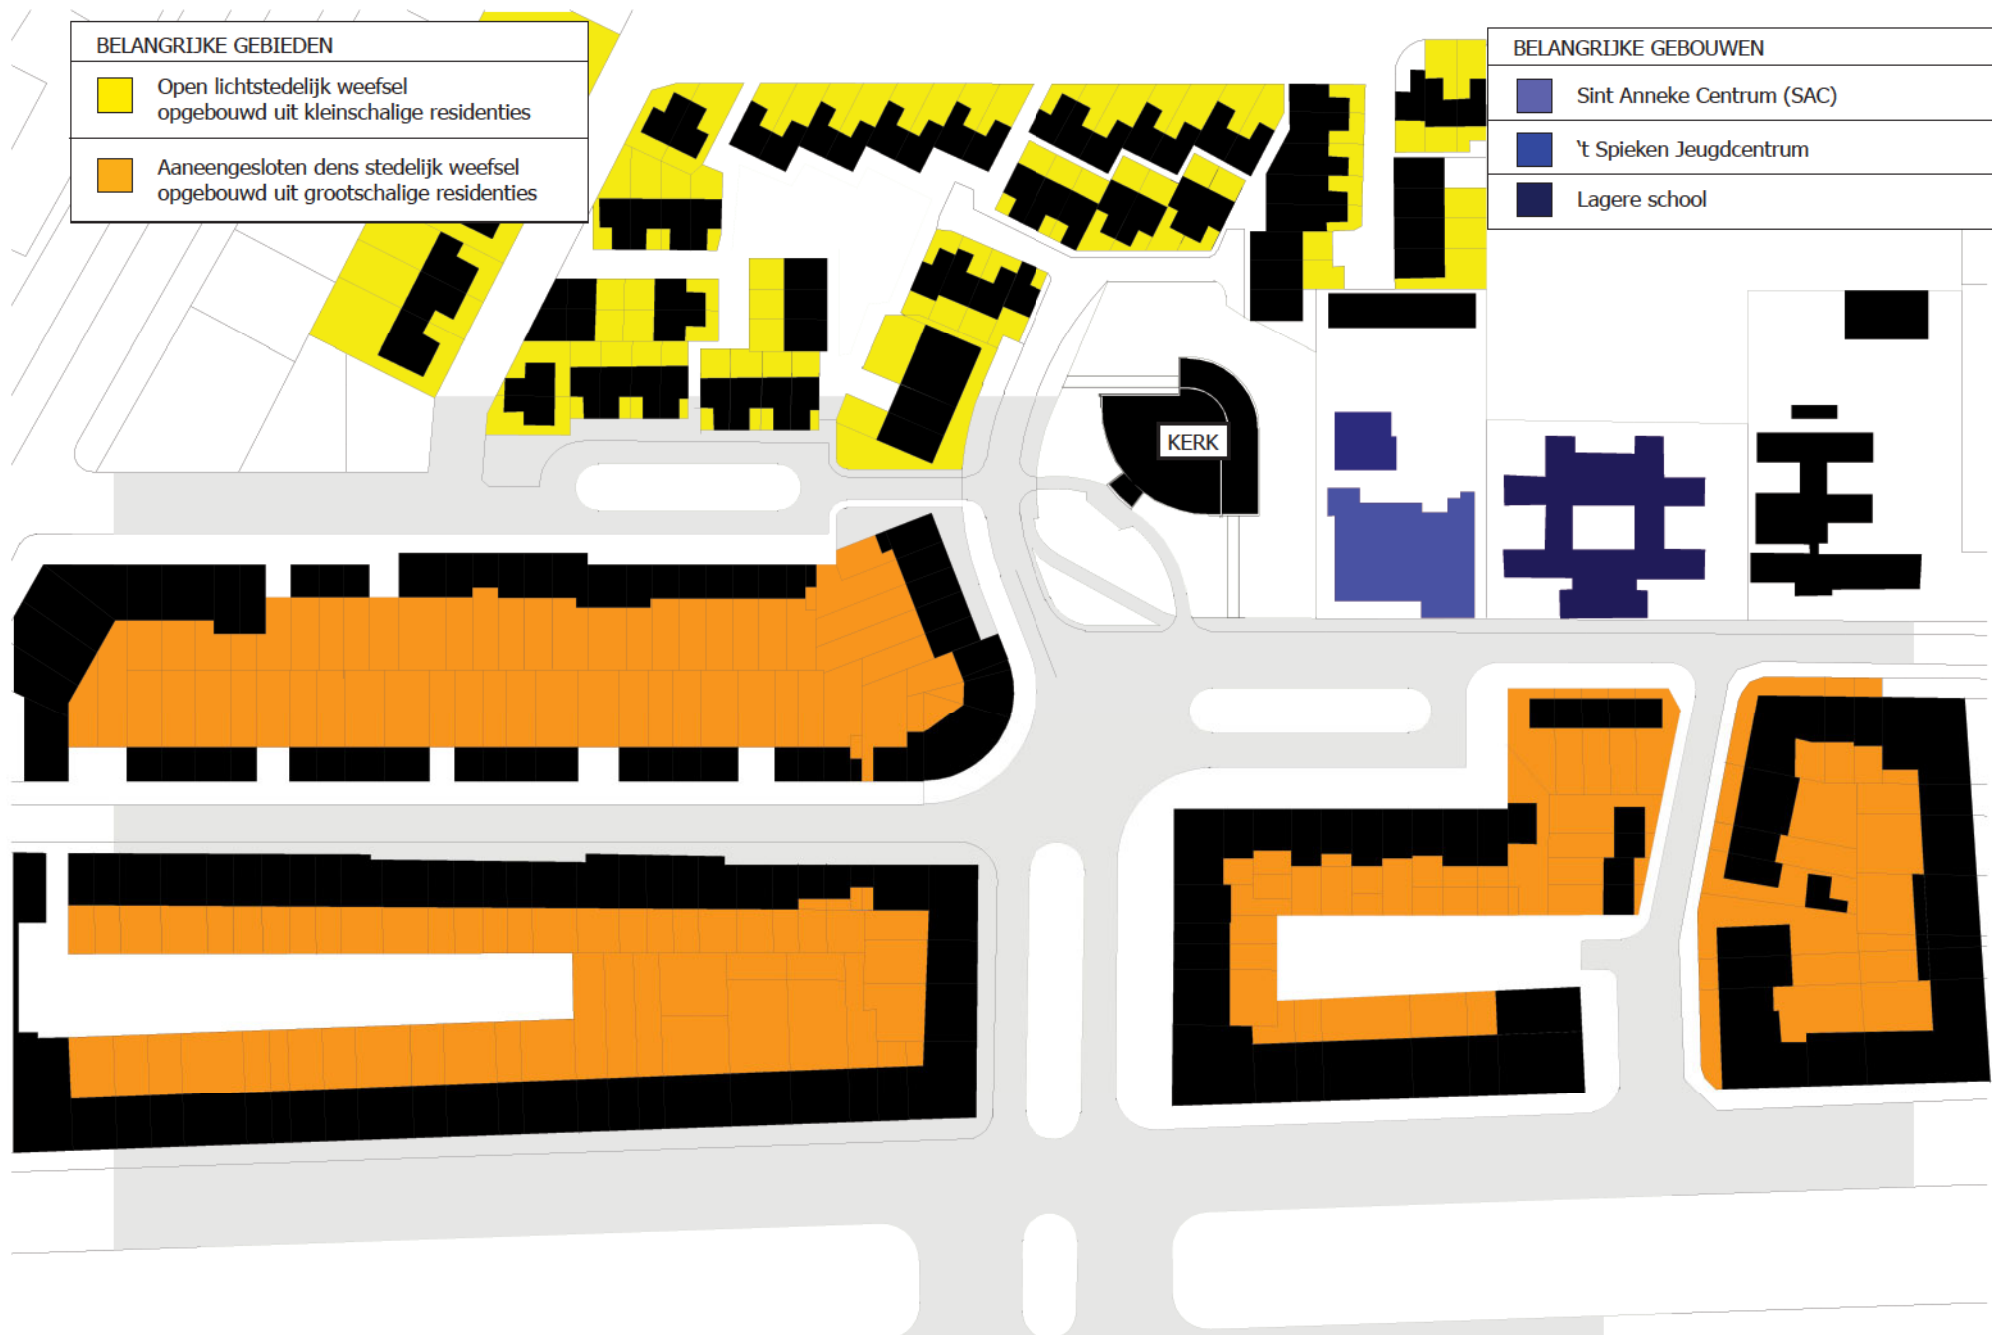 BELANGRIJKE GEBIEDEN
Open lichtstedelijk weefsel
opgebouwd uit kleinschalige residenties
Aaneengesloten dens stedelijk weefsel
opgebouwd uit grootschalige residenties
BELANGRIJKE GEBOUWEN
Sint Anneke Centrum (SAC)
‘t Spieken Jeugdcentrum
Lagere school
KERK